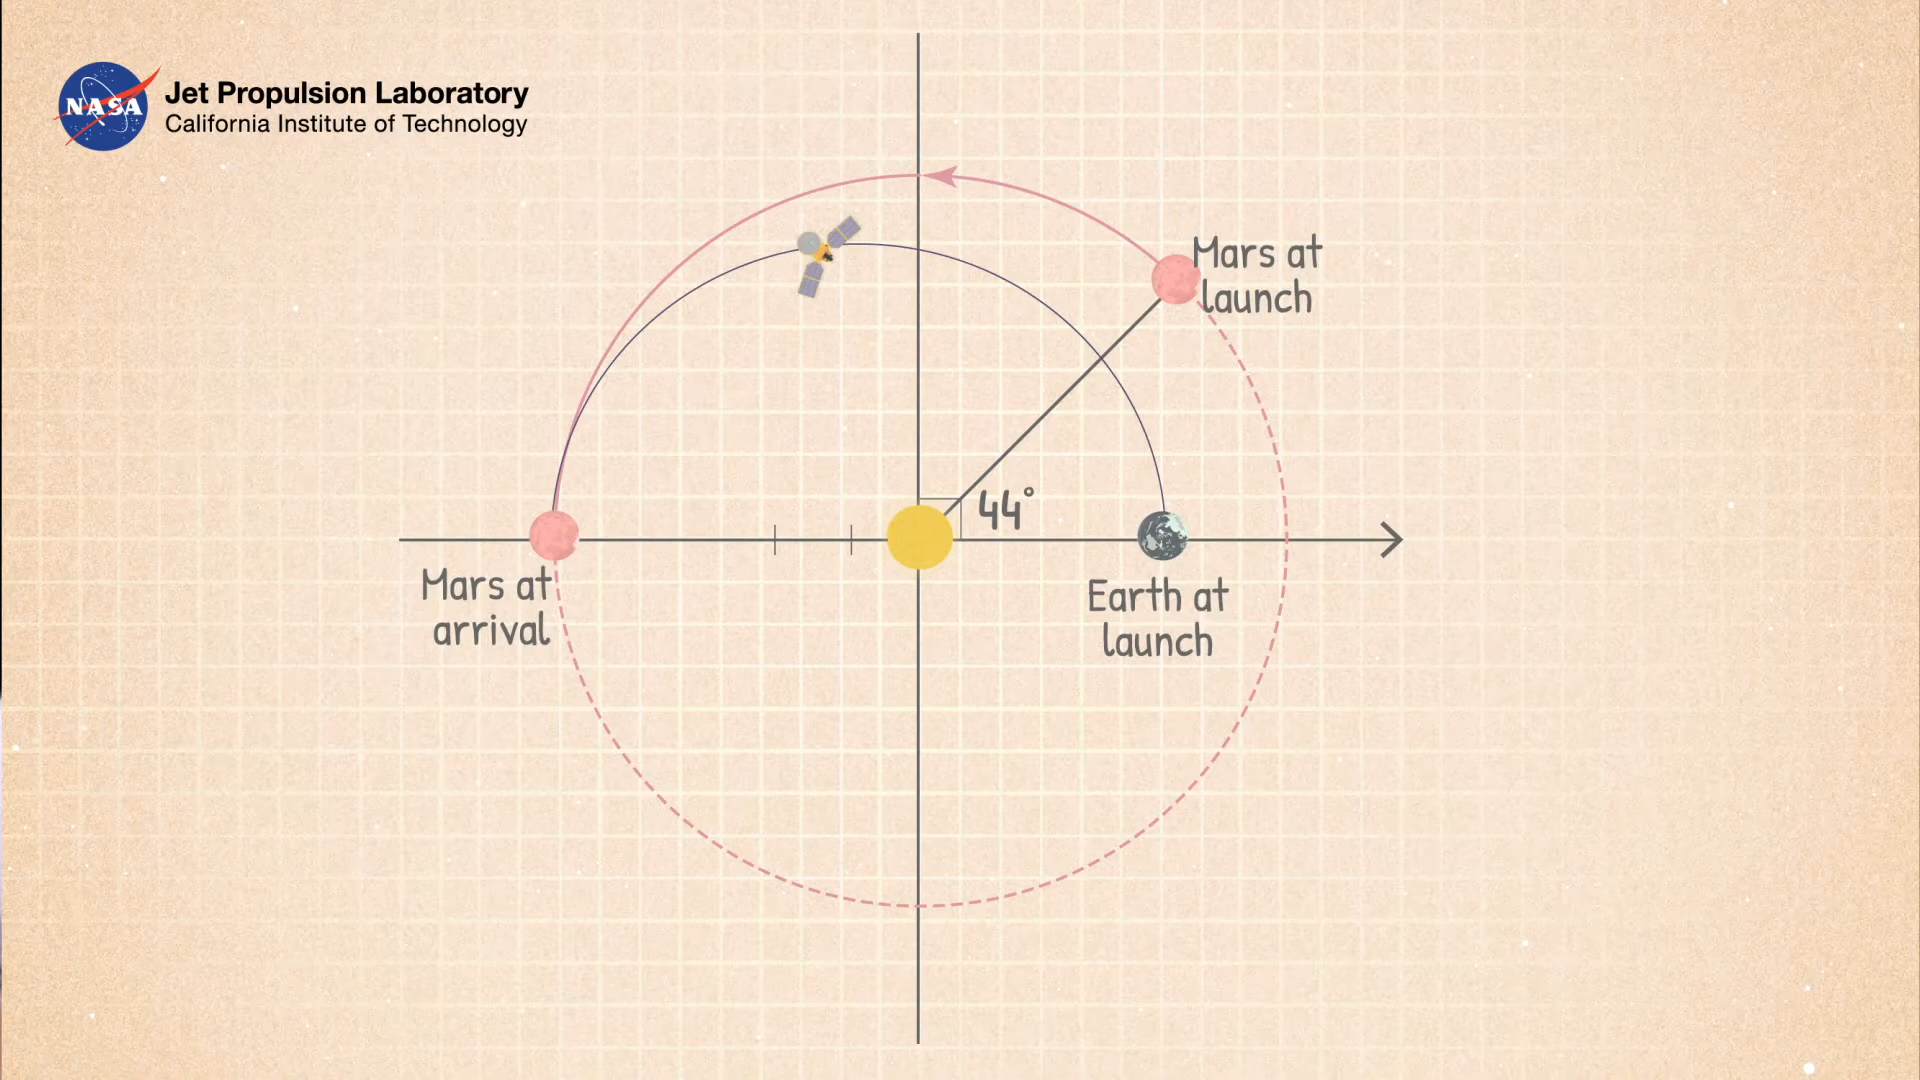 NASA
Jet Propulsion Laboratory
California Institute of Technology
Mars at
launch
44°
Mars at
arrival
Earth at
launch